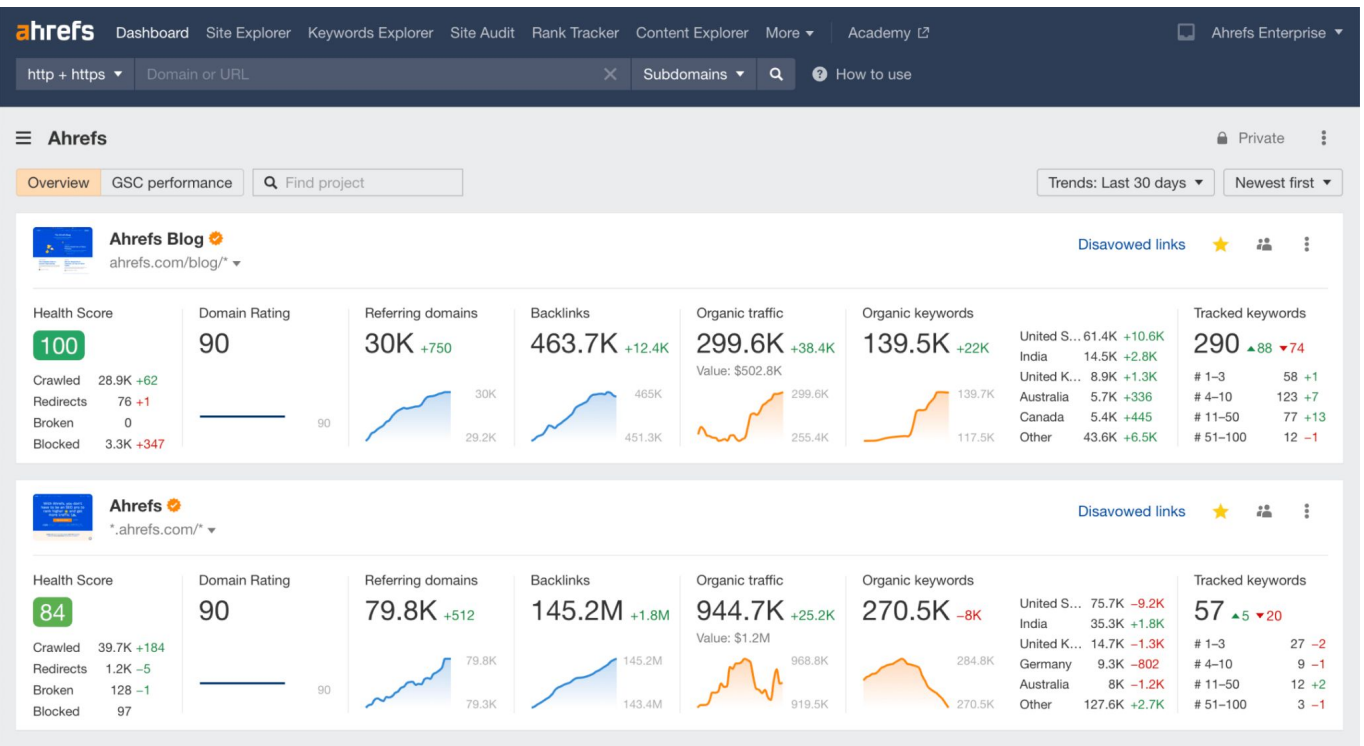 ahrefs Dashboard Site Explorer Keywords Explorer Site Audit Rank Tracker Content Explorer More Academy Ahrefs Enterprise
http + https Domain or URL Subdomains How to use
Ahrefs Private
Overview GSC performance Find project Trends: Last 30 days Newest first
Ahrefs Blog Disavowed links
ahrefs.com/blog/*
Health Score Domain Rating Referring domains Backlinks Organic traffic Organic keywords Tracked keywords
100 90 30K +750 463.7K +12.4K 299.6K +38.4K 139.5K +22K 290 88 74
Value: $502.8K
United S... 61.4K +10.6K
India 14.5K +2.8K
United K... 8.9K +1.3K
Australia 5.7K +336
Canada 5.4K +445
Other 43.6K +6.5K
Crawled 28.9K +62
Redirects 76 +1
Broken 0
Blocked 3.3K +347
90
30K
29.2K
465K
451.3K
299.6K
255.4K
139.7K
117.5K
# 1–3 58 +1
# 4–10 123 +7
# 11–50 77 +13
# 51–100 12 −1
Ahrefs Disavowed links
*.ahrefs.com/*
Health Score Domain Rating Referring domains Backlinks Organic traffic Organic keywords Tracked keywords
84 90 79.8K +512 145.2M +1.8M 944.7K +25.2K 270.5K −8K 57 5 20
Value: $1.2M
United S... 75.7K −9.2K
India 35.3K +1.8K
United K... 14.7K −1.3K
Germany 9.3K −802
Australia 8K −1.2K
Other 127.6K +2.7K
Crawled 39.7K +184
Redirects 1.2K −5
Broken 128 −1
Blocked 97
90
79.8K
79.3K
145.2M
143.4M
968.8K
919.5K
284.8K
270.5K
# 1–3 27 −2
# 4–10 9 −1
# 11–50 12 +2
# 51–100 3 −1